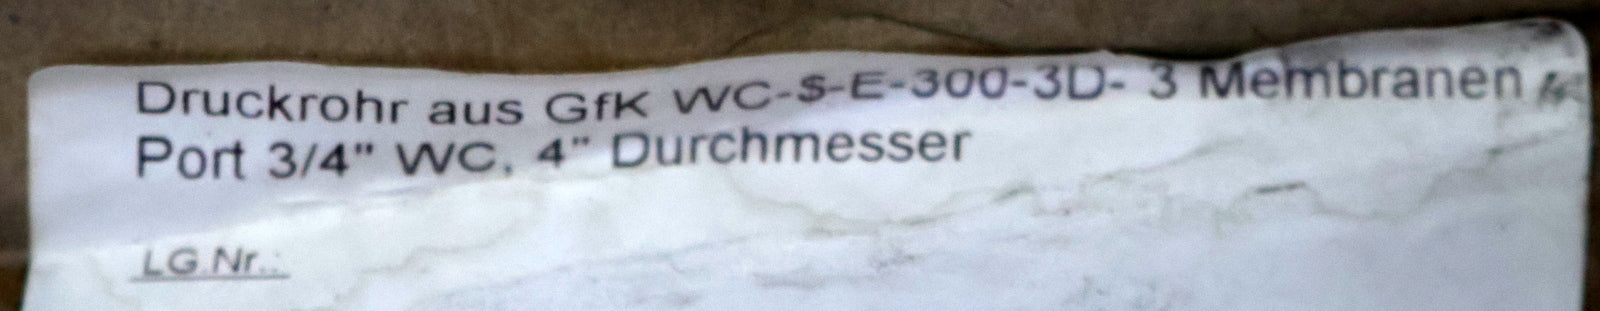 Druckrohr aus GfK WC-S-E-300-3D- 3 Membranen
Port 3/4" WC, 4" Durchmesser
LG.Nr.: